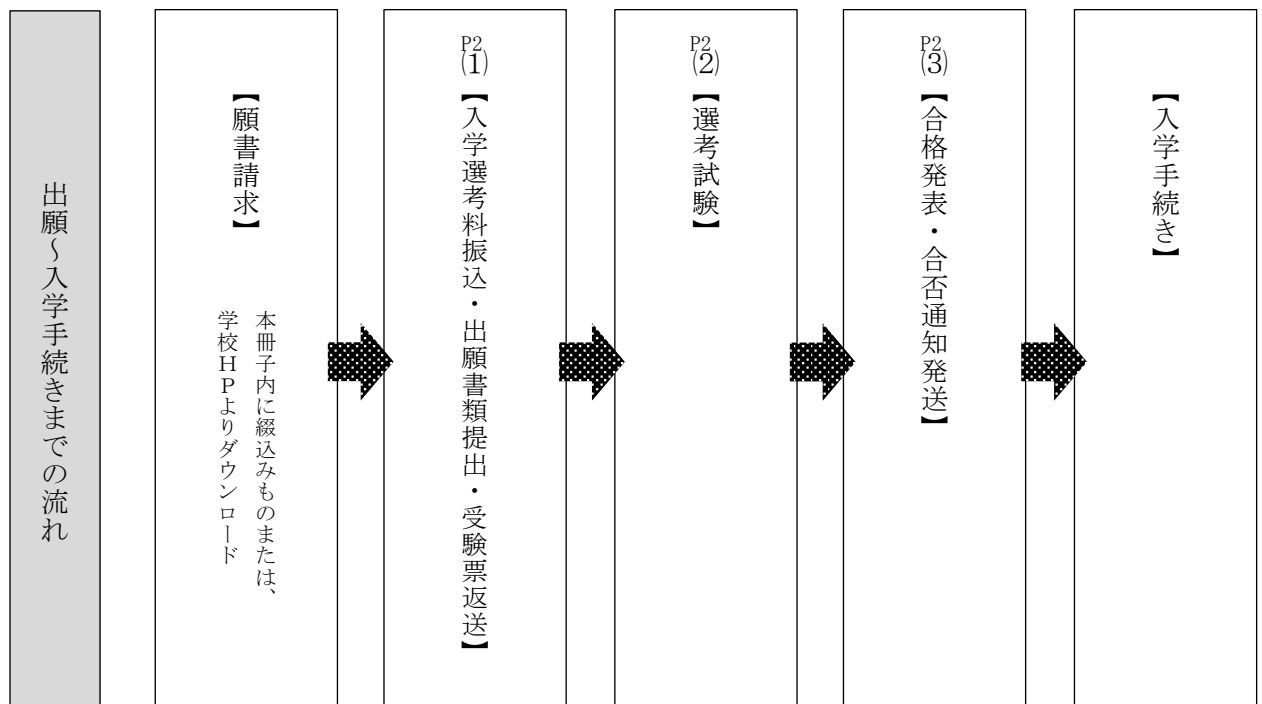 出願～入学手続きまでの流れ
【願書請求】
本冊子内に綴込みものまたは、
学校HPよりダウンロード
P2
(1)
【入学選考料振込・出願書類提出・受験票返送】
P2
(2)
【選考試験】
P2
(3)
【合格発表・合否通知発送】
【入学手続き】